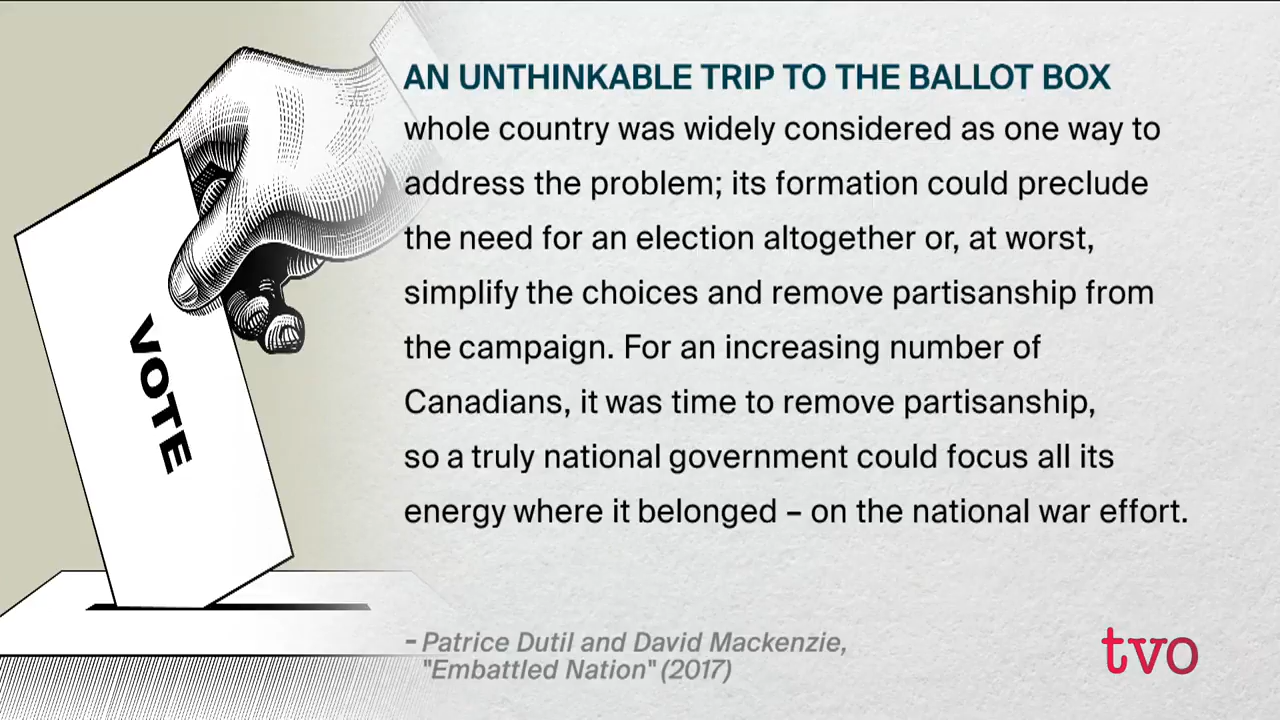 AN UNTHINKABLE TRIP TO THE BALLOT BOX
whole country was widely considered as one way to
address the problem; its formation could preclude
the need for an election altogether or, at worst,
simplify the choices and remove partisanship from
the campaign. For an increasing number of
Canadians, it was time to remove partisanship,
so a truly national government could focus all its
energy where it belonged – on the national war effort.
VOTE
– Patrice Dutil and David Mackenzie,
"Embattled Nation" (2017)
tvo